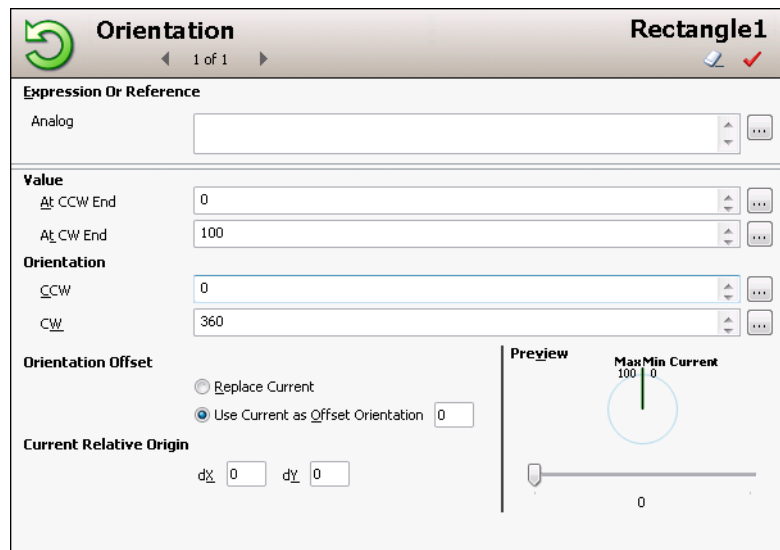 Orientation
Rectangle1
1 of 1
Expression Or Reference
Analog
...
Value
At CCW End
0
...
At CW End
100
...
Orientation
CCW
0
...
CW
360
...
Orientation Offset
Replace Current
Use Current as Offset Orientation 0
Current Relative Origin
dX 0 dY 0
Preview
Max Min Current
100 0
0